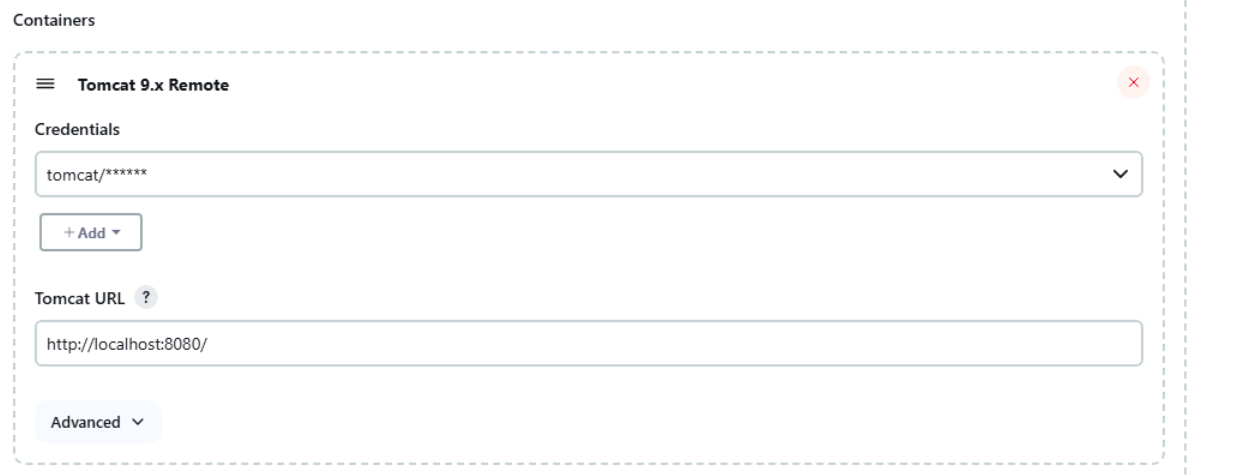 Containers
Tomcat 9.x Remote
Credentials
tomcat/******
+ Add
Tomcat URL ?
http://localhost:8080/
Advanced